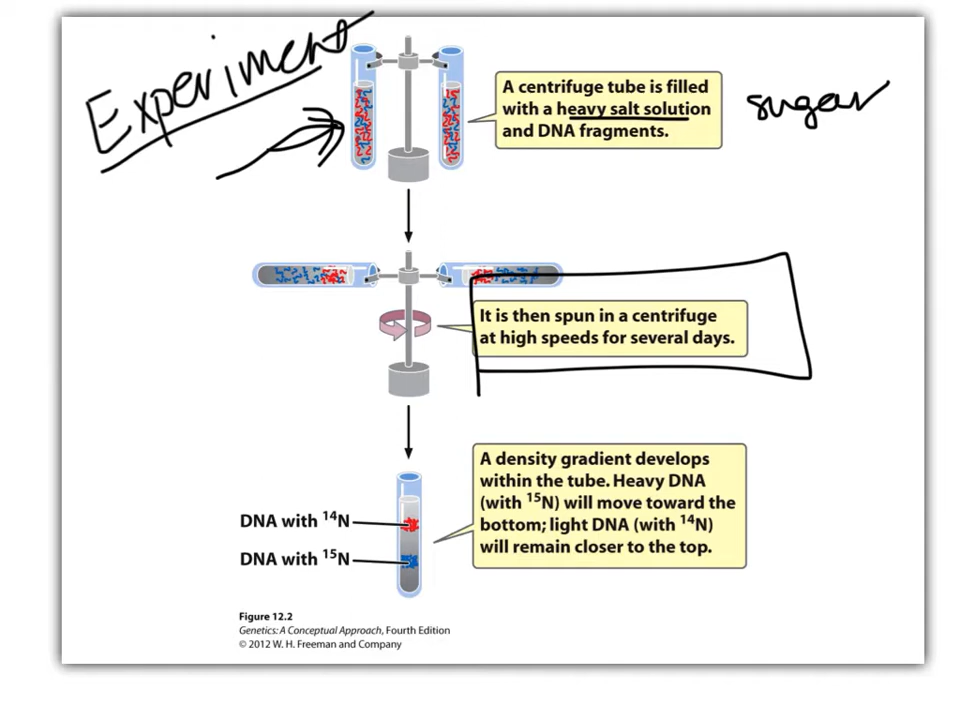 Experiment
A centrifuge tube is filled
with a heavy salt solution
and DNA fragments.
sugar
It is then spun in a centrifuge
at high speeds for several days.
A density gradient develops
within the tube. Heavy DNA
(with ¹⁵N) will move toward the
bottom; light DNA (with ¹⁴N)
will remain closer to the top.
DNA with ¹⁴N
DNA with ¹⁵N
Figure 12.2
Genetics: A Conceptual Approach, Fourth Edition
© 2012 W. H. Freeman and Company